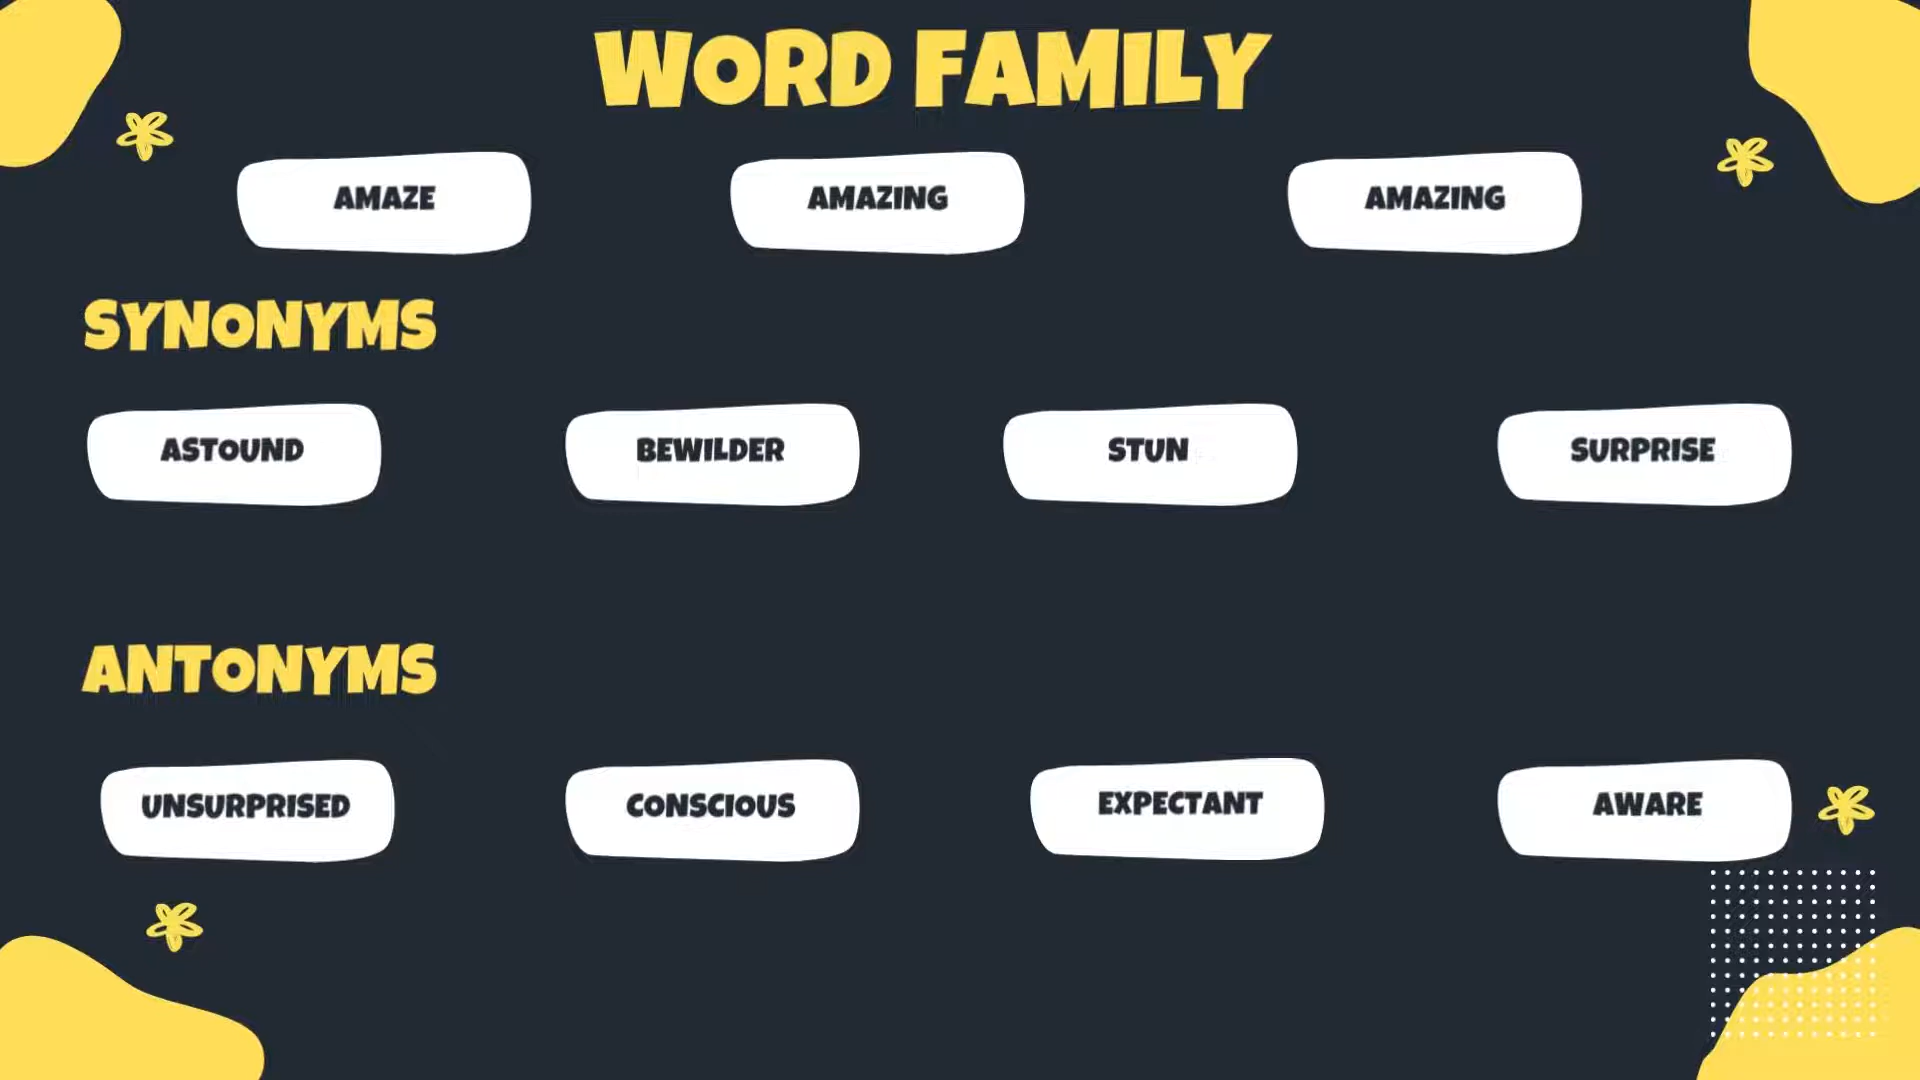 WORD FAMILY
AMAZE AMAZING AMAZING
SYNONYMS
ASTOUND BEWILDER STUN SURPRISE
ANTONYMS
UNSURPRISED CONSCIOUS EXPECTANT AWARE